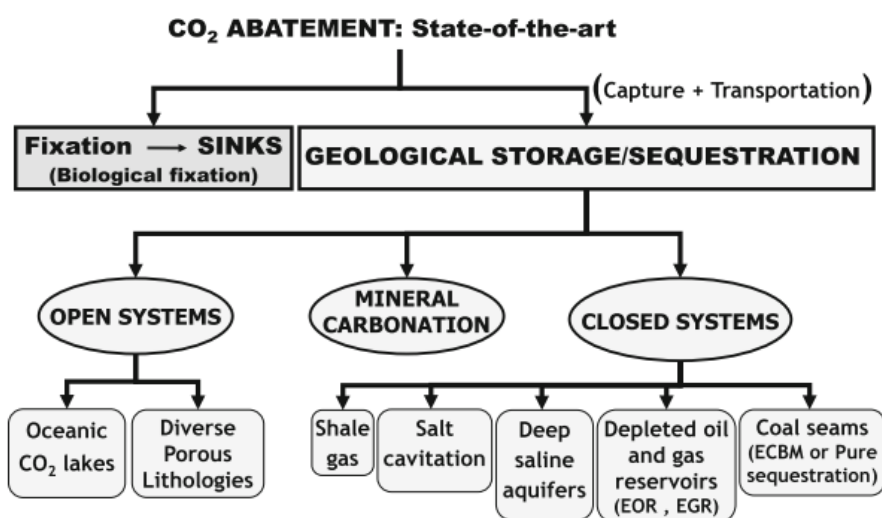 CO₂ ABATEMENT: State-of-the-art
(Capture + Transportation)
Fixation → SINKS
(Biological fixation)
GEOLOGICAL STORAGE/SEQUESTRATION
OPEN SYSTEMS
MINERAL
CARBONATION
CLOSED SYSTEMS
Oceanic
CO₂ lakes
Diverse
Porous
Lithologies
Shale
gas
Salt
cavitation
Deep
saline
aquifers
Depleted oil
and gas
reservoirs
(EOR , EGR)
Coal seams
(ECBM or Pure
sequestration)